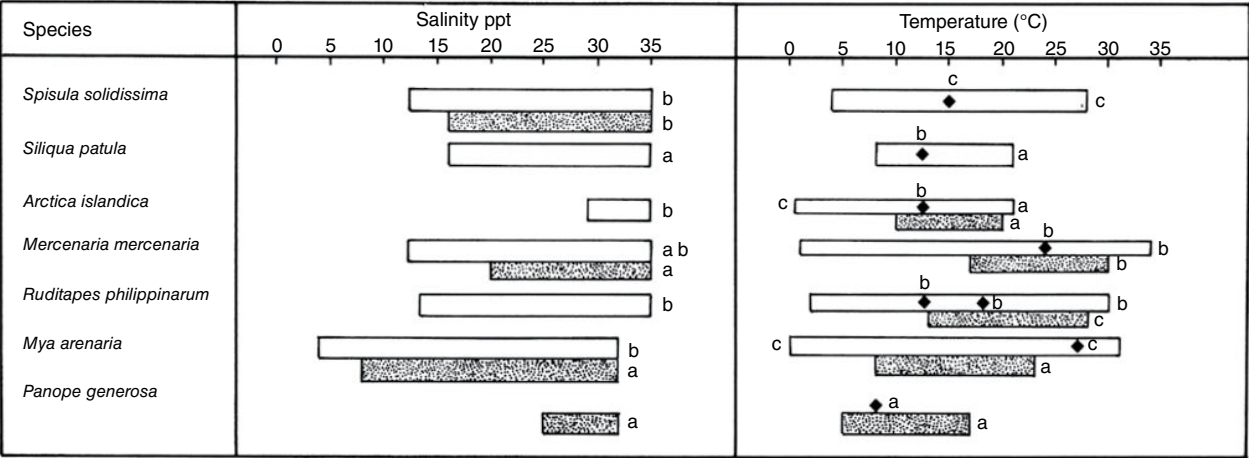 Species Salinity ppt Temperature (°C)
0 5 10 15 20 25 30 35 0 5 10 15 20 25 30 35
c
Spisula solidissima b c
b
b
Siliqua patula a a
b
Arctica islandica b c a
a
b
Mercenaria mercenaria a b b
a b
b
Ruditapes philippinarum b b b
c
Mya arenaria b c c
a a
Panope generosa
a
a a